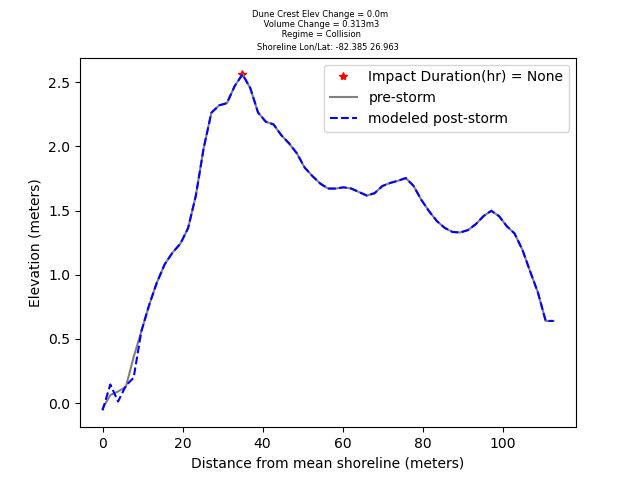 Dune Crest Elev Change = 0.0m
Volume Change = 0.313m3
Regime = Collision
Shoreline Lon/Lat: -82.385 26.963
Impact Duration(hr) = None
pre-storm
modeled post-storm
2.5
2.0
1.5
1.0
0.5
0.0
Elevation (meters)
0 20 40 60 80 100
Distance from mean shoreline (meters)